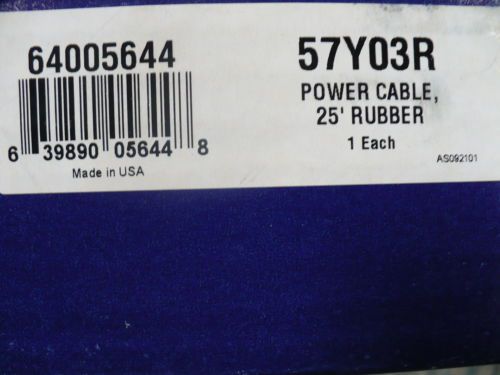 64005644
6 39890 05644 8
Made in USA
57Y03R
POWER CABLE,
25' RUBBER
1 Each
AS092101